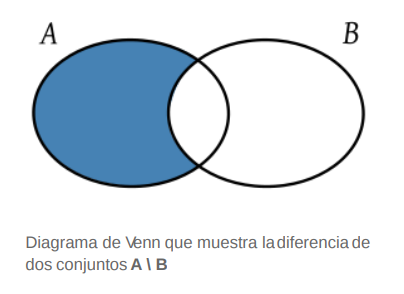 A B
Diagrama de Venn que muestra la diferencia de
dos conjuntos A \ B